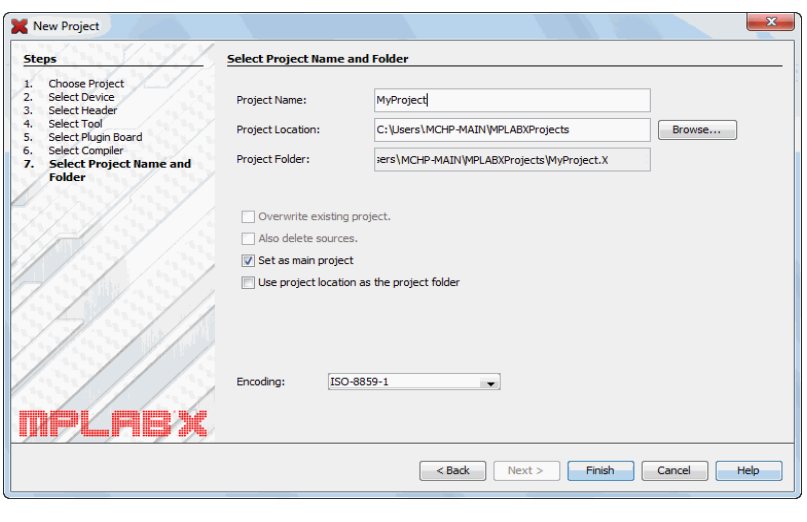 New Project
Steps
1. Choose Project
2. Select Device
3. Select Header
4. Select Tool
5. Select Plugin Board
6. Select Compiler
7. Select Project Name and
Folder
MPLABX
Select Project Name and Folder
Project Name: MyProject
Project Location: C:\Users\MCHP-MAIN\MPLABXProjects Browse...
Project Folder: sers\MCHP-MAIN\MPLABXProjects\MyProject.X
Overwrite existing project.
Also delete sources.
Set as main project
Use project location as the project folder
Encoding: ISO-8859-1
< Back Next > Finish Cancel Help